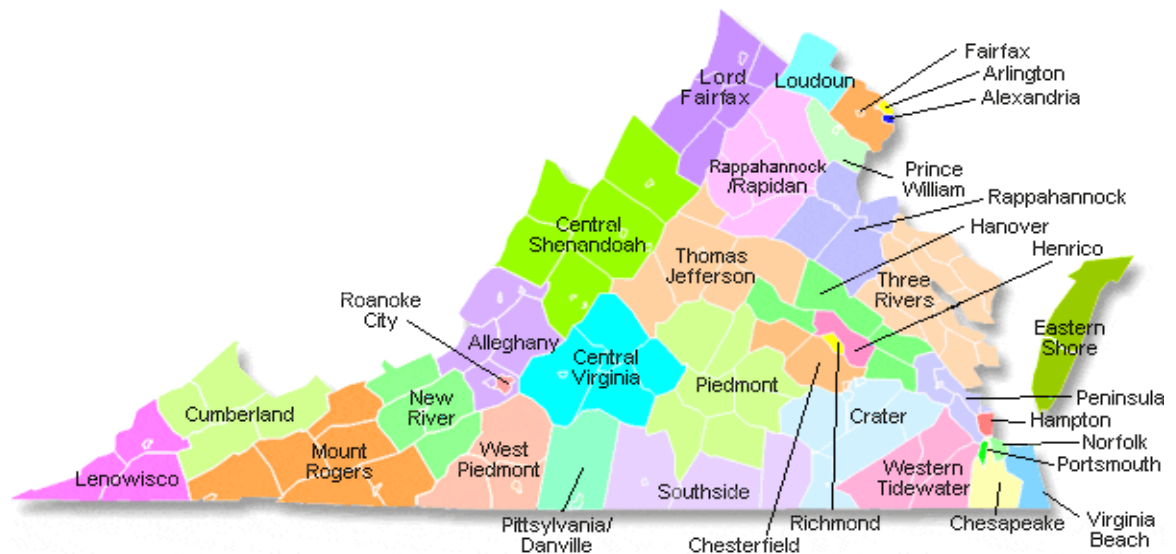 Fairfax
Arlington
Alexandria
Lord
Fairfax
Loudoun
Rappahannock
/Rapidan
Prince
William
Rappahannock
Hanover
Henrico
Central
Shenandoah
Thomas
Jefferson
Three
Rivers
Roanoke
City
Eastern
Shore
Alleghany
Central
Virginia
Piedmont
Peninsula
Cumberland
New
River
Crater
Hampton
Norfolk
Portsmouth
Mount
Rogers
West
Piedmont
Western
Tidewater
Lenowisco
Southside
Pittsylvania/
Danville
Chesterfield
Richmond
Chesapeake
Virginia
Beach